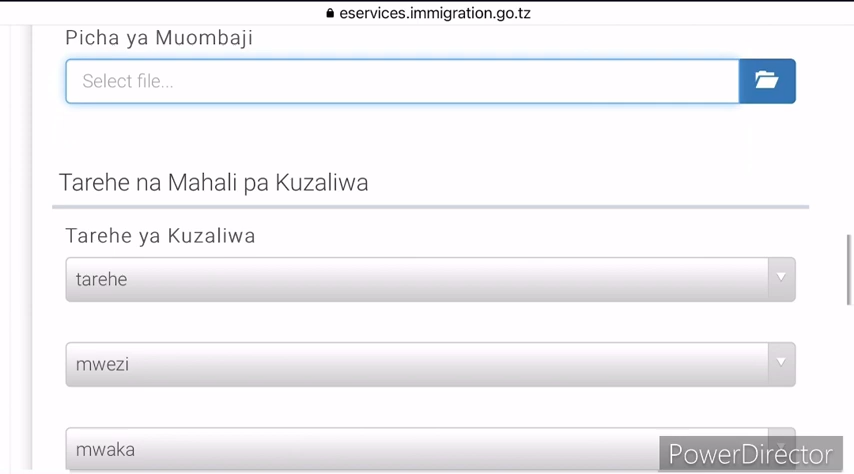 eservices.immigration.go.tz
Picha ya Muombaji
Select file...
Tarehe na Mahali pa Kuzaliwa
Tarehe ya Kuzaliwa
tarehe
mwezi
mwaka
PowerDirector